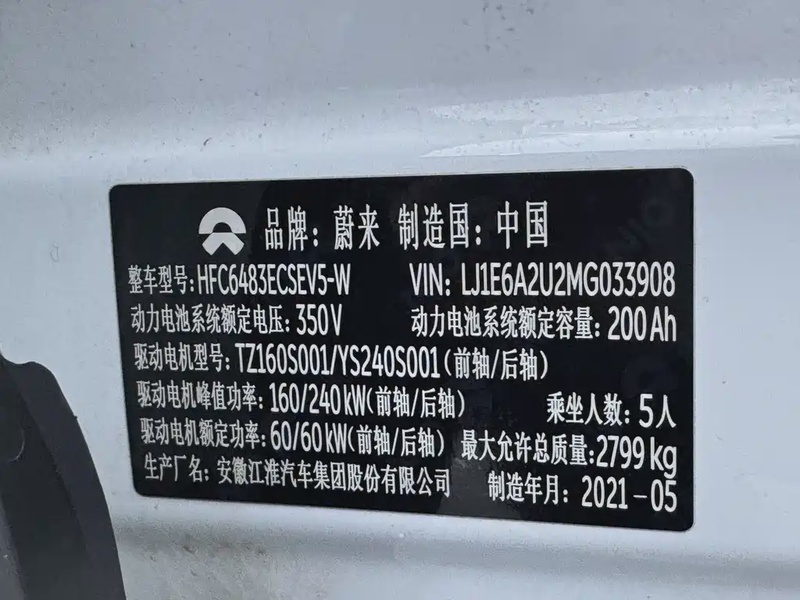 品牌：蔚来 制造国：中国
整车型号：HFC6483ECSEV5-W VIN: LJ1E6A2U2MG033908
动力电池系统额定电压：350V 动力电池系统额定容量：200Ah
驱动电机型号：TZ160S001/YS240S001(前轴/后轴)
驱动电机峰值功率：160/240kW(前轴/后轴) 乘坐人数：5人
驱动电机额定功率：60/60kW(前轴/后轴) 最大允许总质量：2799kg
生产厂名：安徽江淮汽车集团股份有限公司 制造年月：2021-05